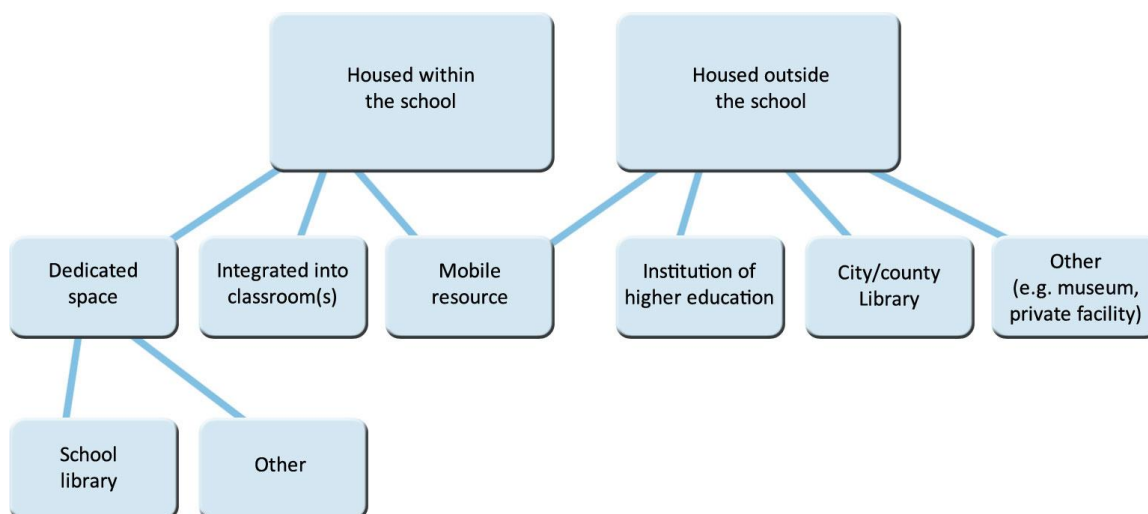 Housed within
the school
Housed outside
the school
Dedicated
space
Integrated into
classroom(s)
Mobile
resource
Institution of
higher education
City/county
Library
Other
(e.g. museum,
private facility)
School
library
Other